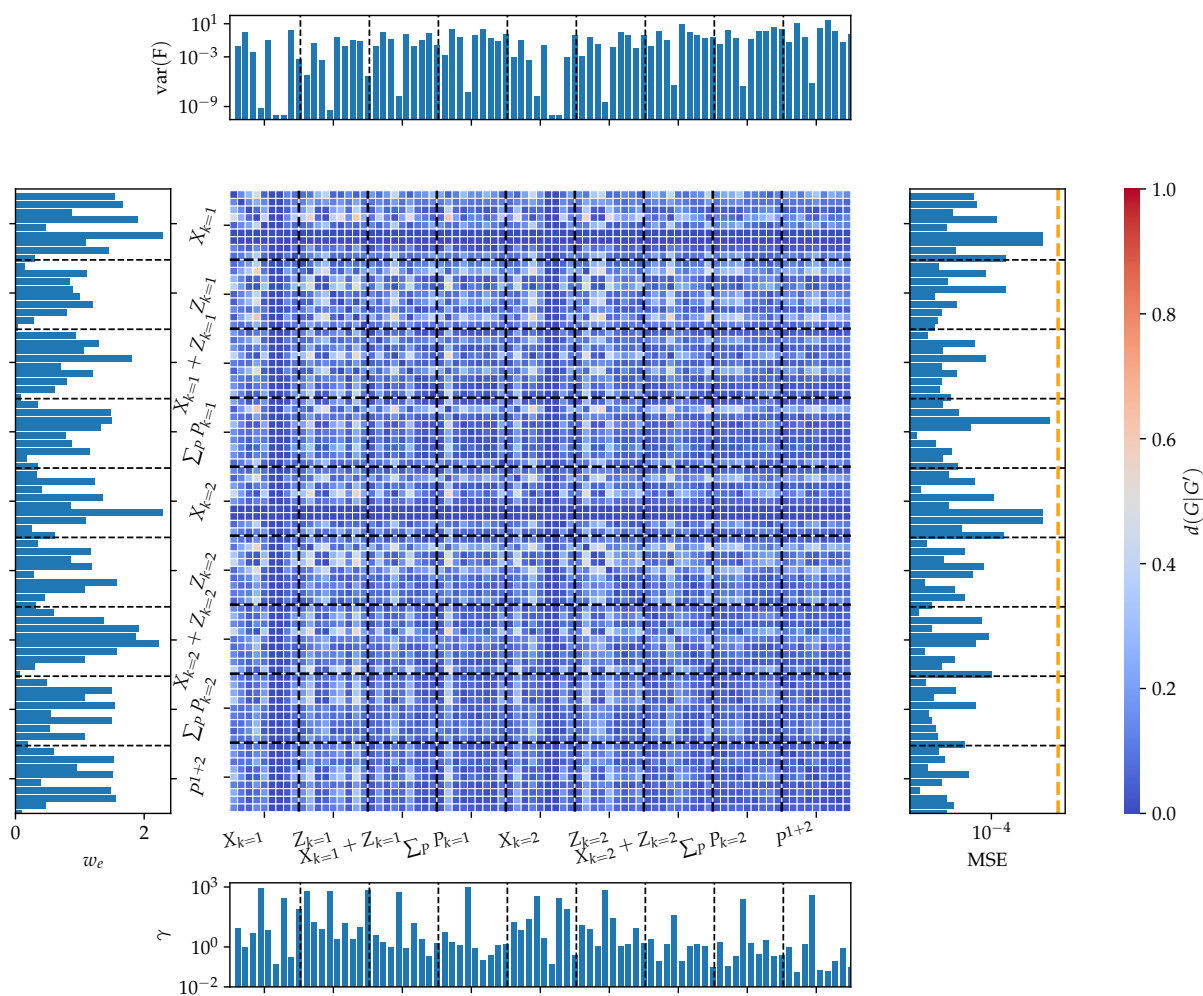 10^1
10^{-3}
10^{-9}
var(F)
X_{k=1}
Z_{k=1}
X_{k=1} + Z_{k=1}
∑_P P_{k=1}
X_{k=2}
Z_{k=2}
X_{k=2} + Z_{k=2}
∑_P P_{k=2}
P^{1+2}
0 2
w_e
X_{k=1} Z_{k=1} X_{k=1} + Z_{k=1} ∑_P P_{k=1} X_{k=2} Z_{k=2} X_{k=2} + Z_{k=2} ∑_P P_{k=2} P^{1+2}
10^{-4}
MSE
1.0
0.8
0.6
0.4
0.2
0.0
d(G|G′)
10^3
10^0
10^{-2}
γ